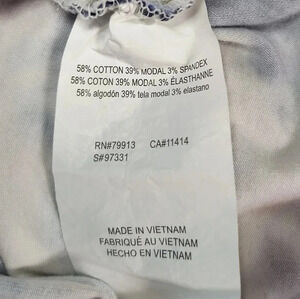 58% COTTON 39% MODAL 3% SPANDEX
58% COTON 39% MODAL 3% ÉLASTHANNE
58% algodón 39% tela modal 3% elastano
RN#79913 CA#11414
S#97331
MADE IN VIETNAM
FABRIQUÉ AU VIETNAM
HECHO EN VIETNAM